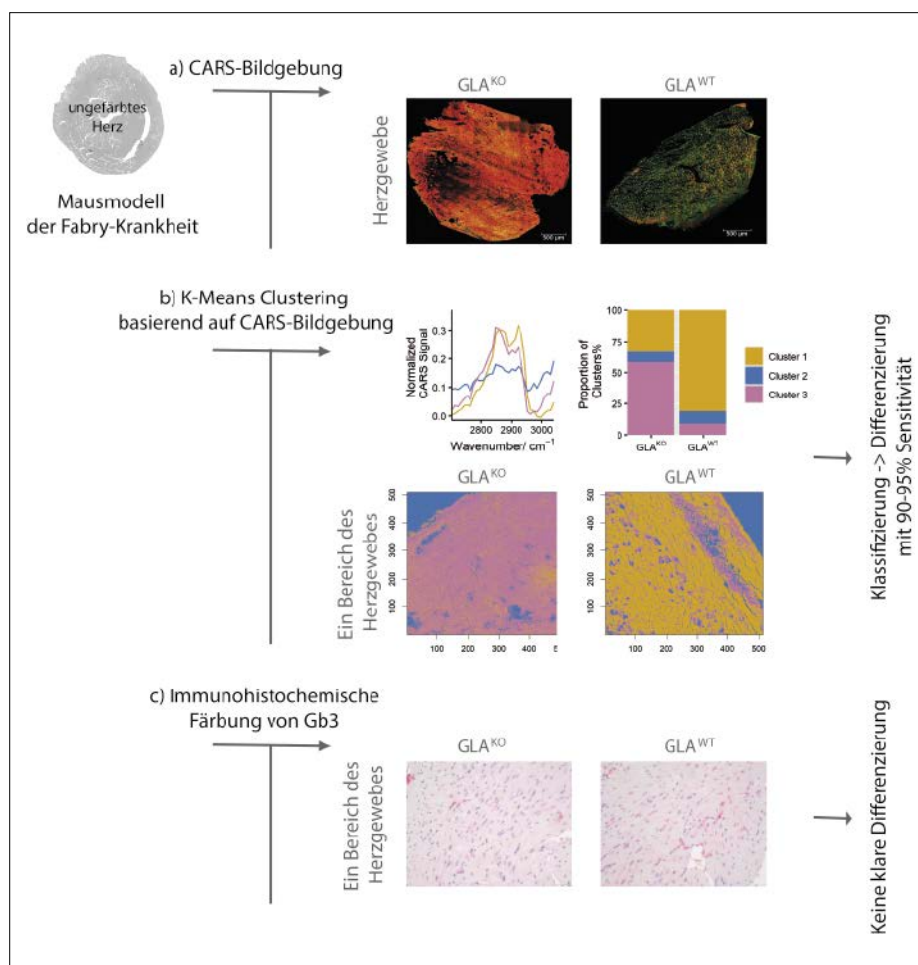 a) CARS-Bildgebung
ungefärbtes
Herz
Mausmodell
der Fabry-Krankheit
GLA^KO
GLA^WT
Herzgewebe
500 µm
500 µm
b) K-Means Clustering
basierend auf CARS-Bildgebung
Normalized
CARS Signal
0.3
0.2
0.1
0.0
2800
2900
3000
Wavenumber/ cm⁻¹
Proportion of
Clusters%
100
75
50
25
0
GLA^KO
GLA^WT
Cluster 1
Cluster 2
Cluster 3
Klassifizierung -> Differenzierung
mit 90-95% Sensitivität
GLA^KO
GLA^WT
Ein Bereich des
Herzgewebes
500
400
300
200
100
100
200
300
400
500
400
300
200
100
100
200
300
400
500
c) Immunohistochemische
Färbung von Gb3
GLA^KO
GLA^WT
Ein Bereich des
Herzgewebes
Keine klare Differenzierung